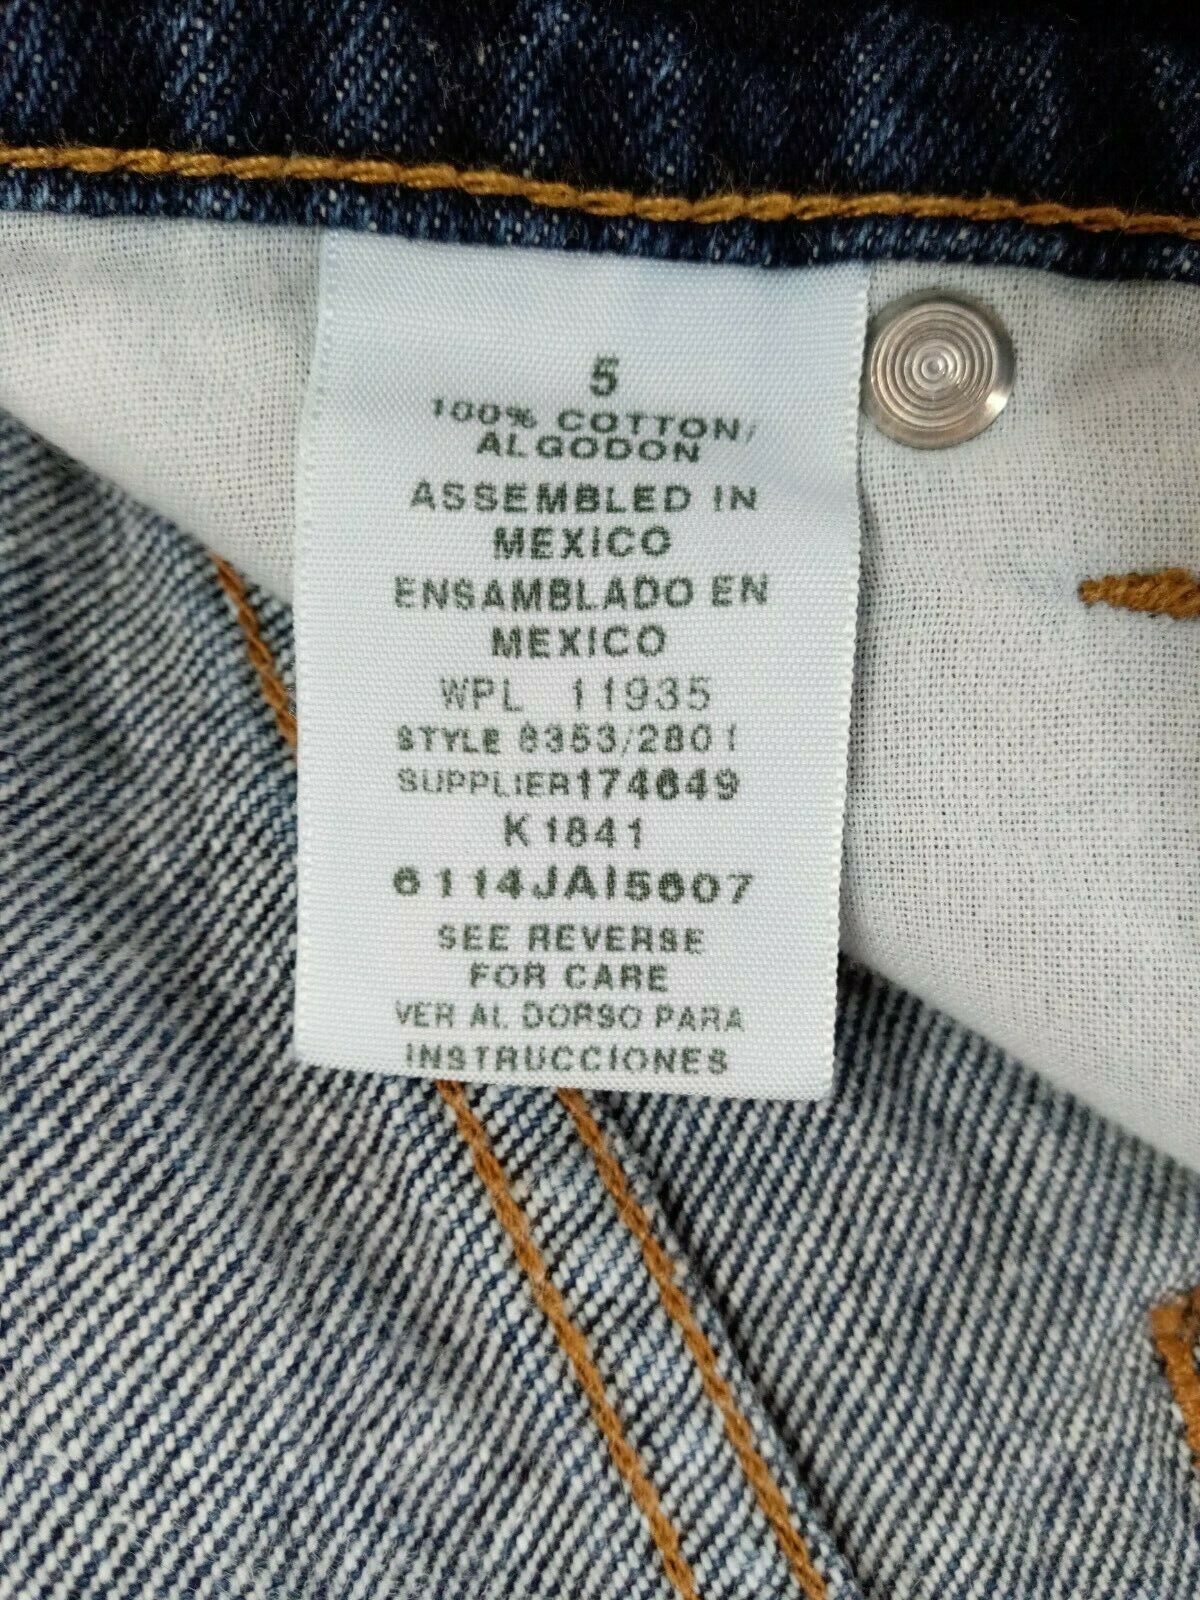 5
100% COTTON/
ALGODON
ASSEMBLED IN
MEXICO
ENSAMBLADO EN
MEXICO
WPL 11935
STYLE 8353/2801
SUPPLIER174649
K1841
6114JAI5607
SEE REVERSE
FOR CARE
VER AL DORSO PARA
INSTRUCCIONES